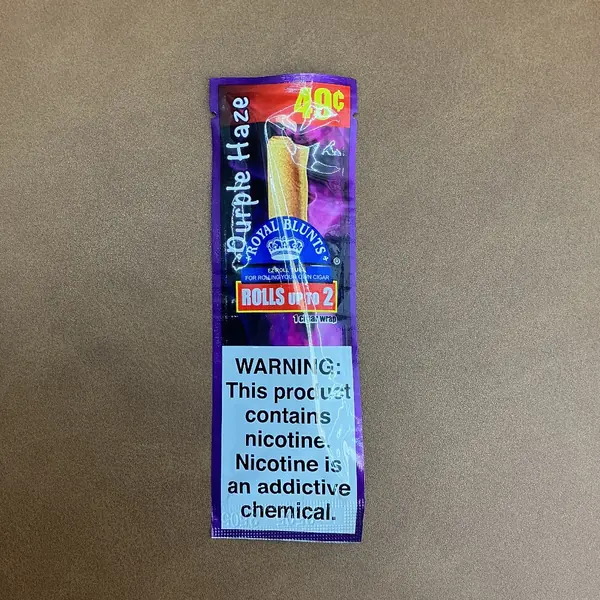 49¢
Purple Haze
ROYAL BLUNTS
®
EZ ROLL TUBE
FOR ROLLING YOUR OWN CIGAR
ROLLS UP TO 2
1 cigar wrap
WARNING:
This product
contains
nicotine.
Nicotine is
an addictive
chemical.